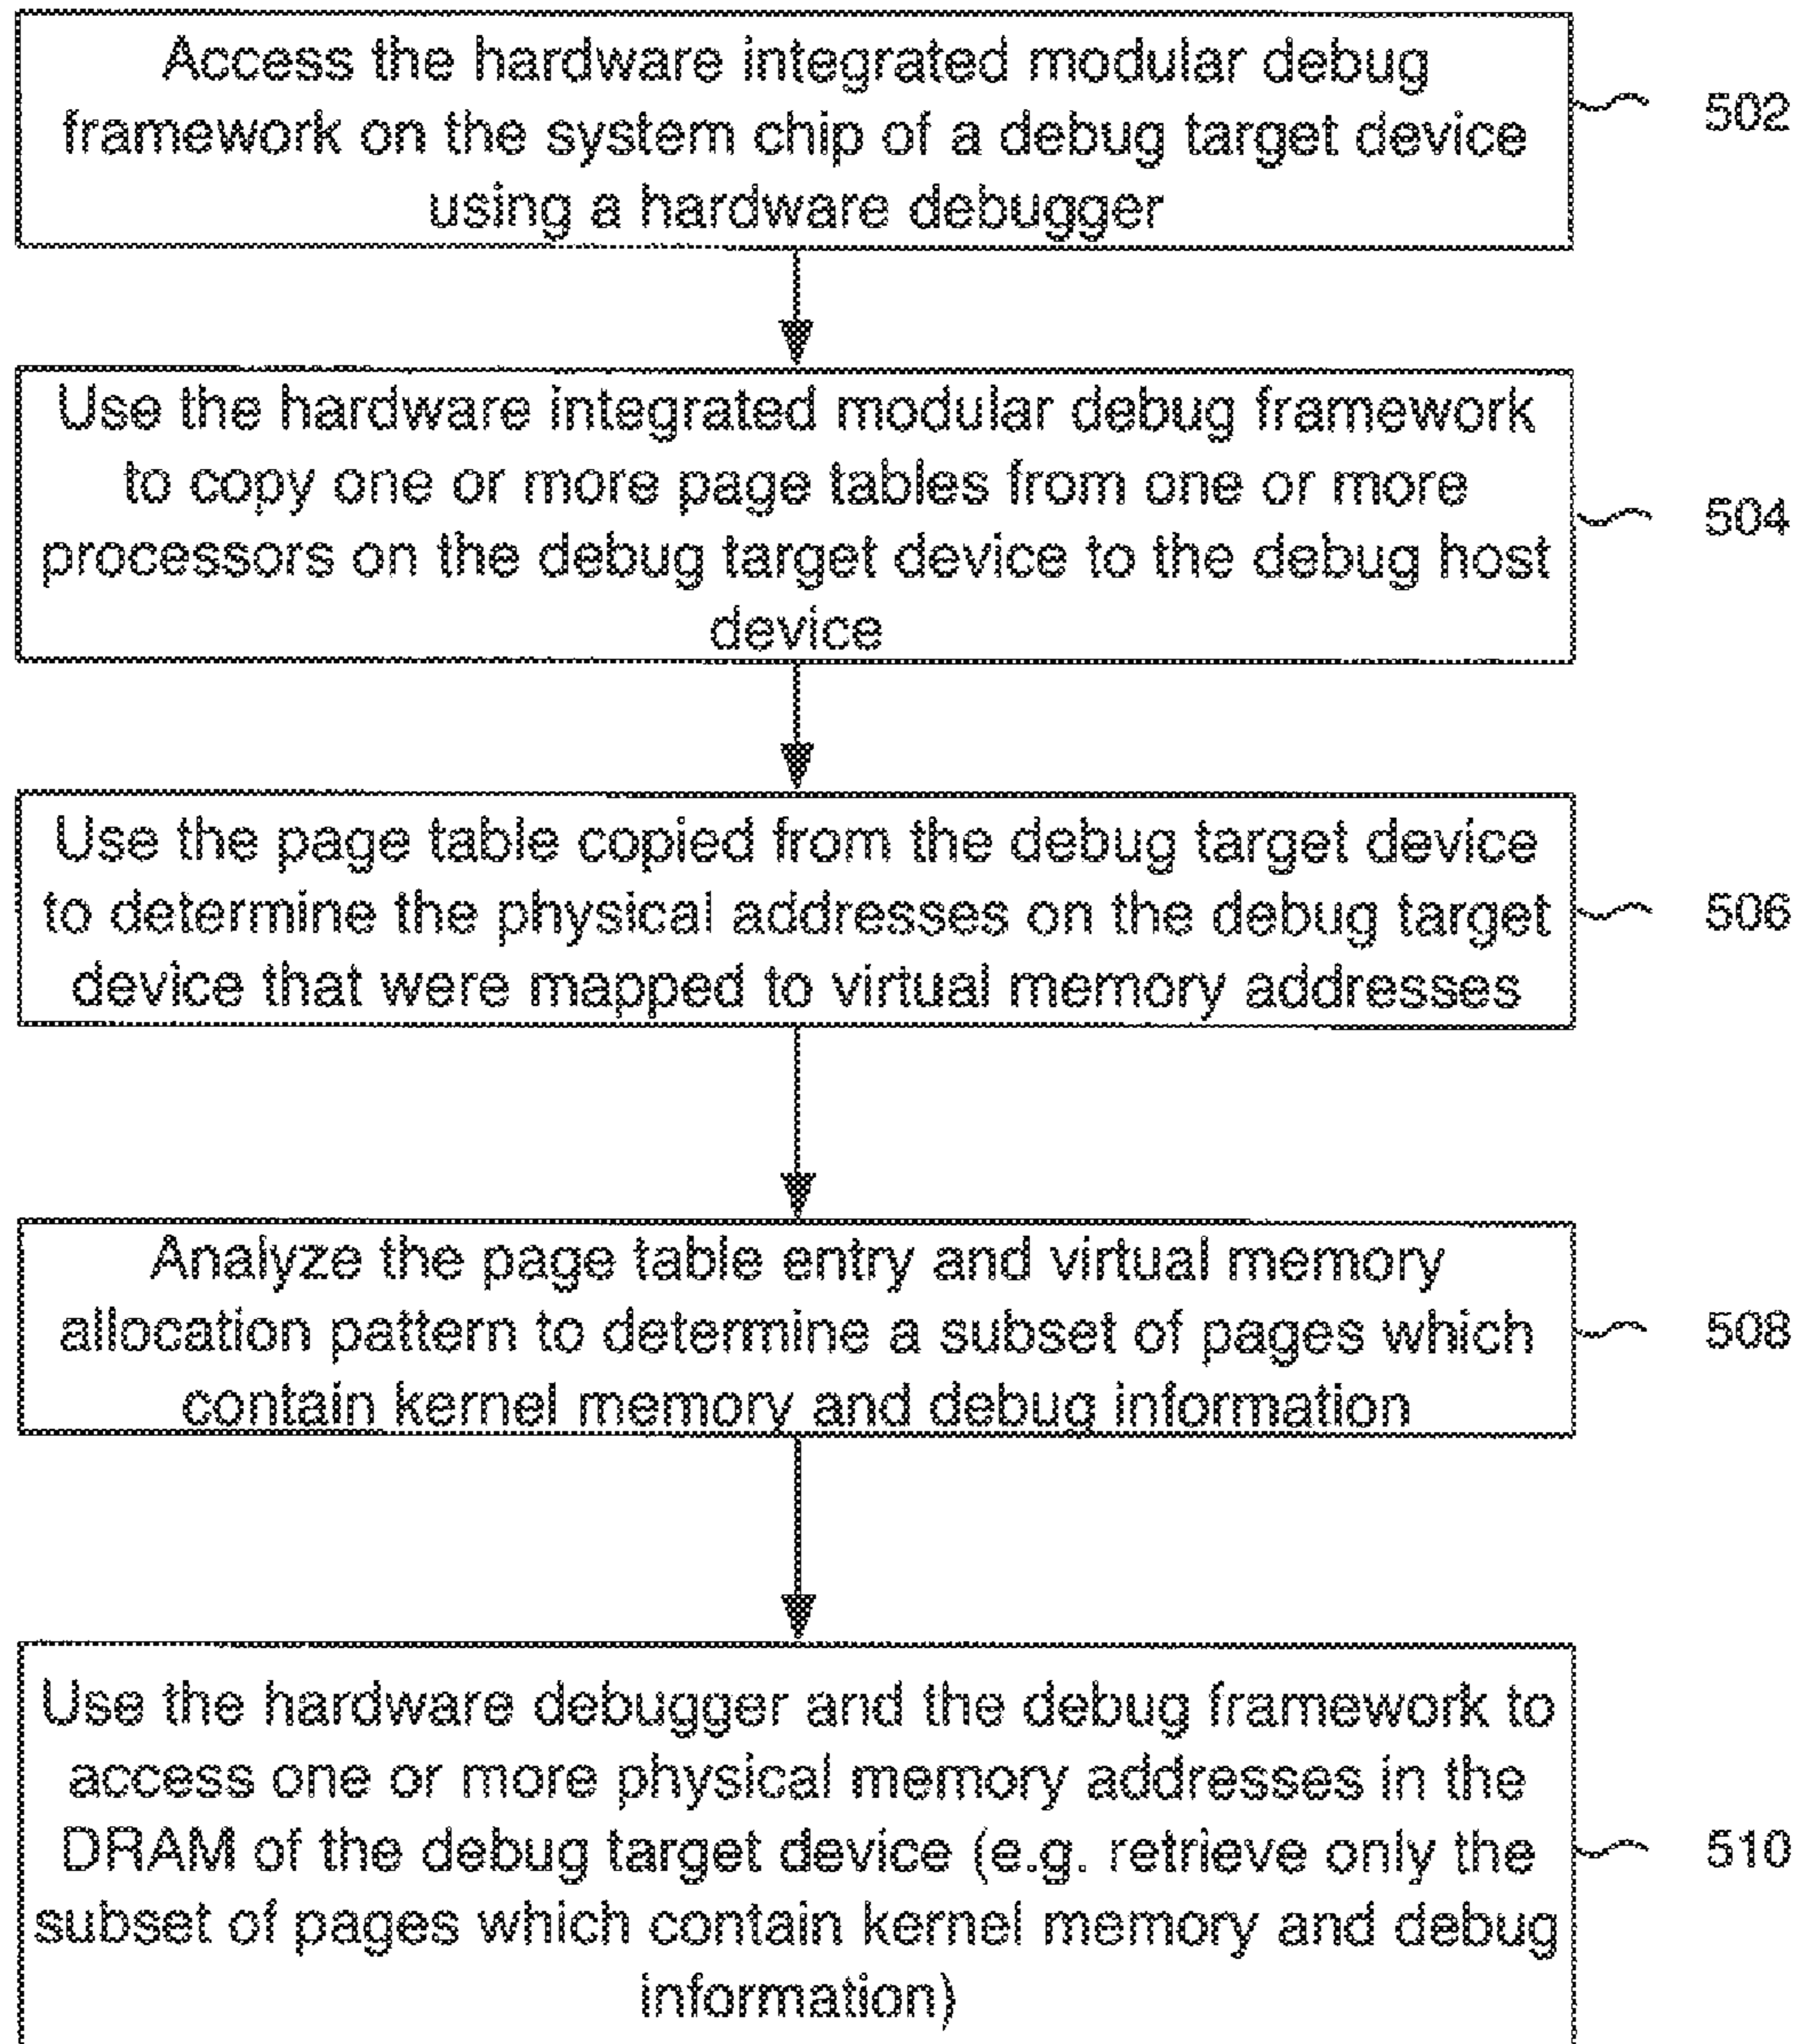 Access the hardware integrated modular debug
framework on the system chip of a debug target device
using a hardware debugger
502
Use the hardware integrated modular debug framework
to copy one or more page tables from one or more
processors on the debug target device to the debug host
device
504
Use the page table copied from the debug target device
to determine the physical addresses on the debug target
device that were mapped to virtual memory addresses
506
Analyze the page table entry and virtual memory
allocation pattern to determine a subset of pages which
contain kernel memory and debug information
508
Use the hardware debugger and the debug framework to
access one or more physical memory addresses in the
DRAM of the debug target device (e.g. retrieve only the
subset of pages which contain kernel memory and debug
information)
510